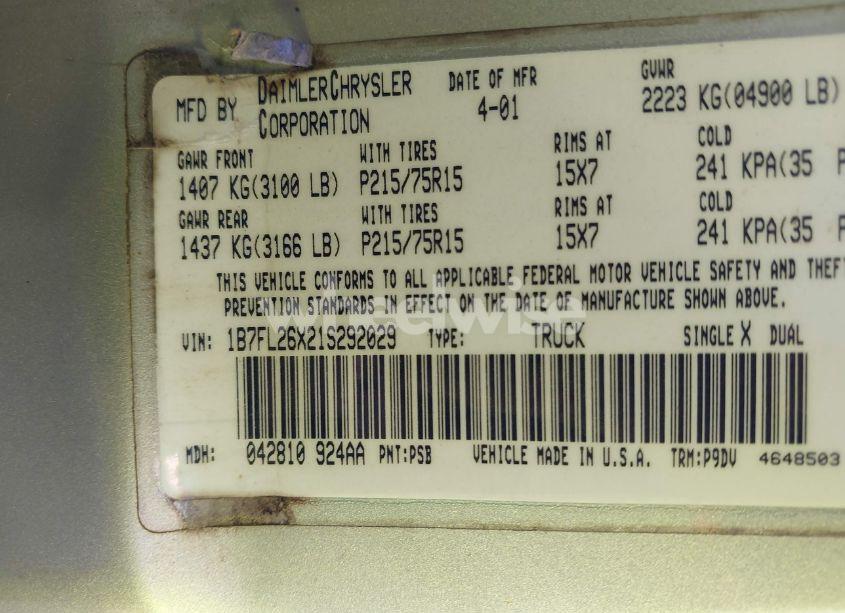 MFD BY DAIMLERCHRYSLER CORPORATION DATE OF MFR 4-01 GVWR 2223 KG(04900 LB)
GAWR FRONT WITH TIRES RIMS AT COLD
1407 KG(3100 LB) P215/75R15 15X7 241 KPA(35 P
GAWR REAR WITH TIRES RIMS AT COLD
1437 KG(3166 LB) P215/75R15 15X7 241 KPA(35 P
THIS VEHICLE CONFORMS TO ALL APPLICABLE FEDERAL MOTOR VEHICLE SAFETY AND THEFT
PREVENTION STANDARDS IN EFFECT ON THE DATE OF MANUFACTURE SHOWN ABOVE.
wheelwise
VIN: 1B7FL26X21S292029 TYPE: TRUCK SINGLE X DUAL
MDH: 042810 924AA PNT:PSB VEHICLE MADE IN U.S.A. TRM:P9DV 4648503